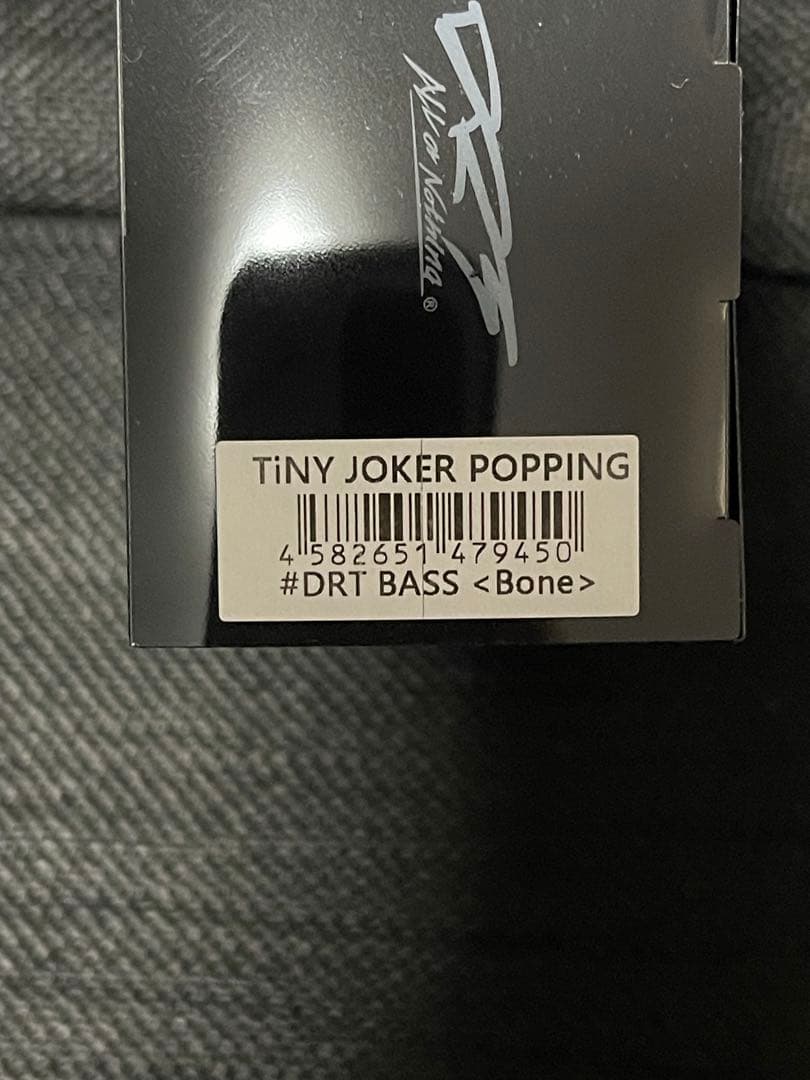 DRT
All or Nothing®
TiNY JOKER POPPING
4 582651 479450
#DRT BASS <Bone>